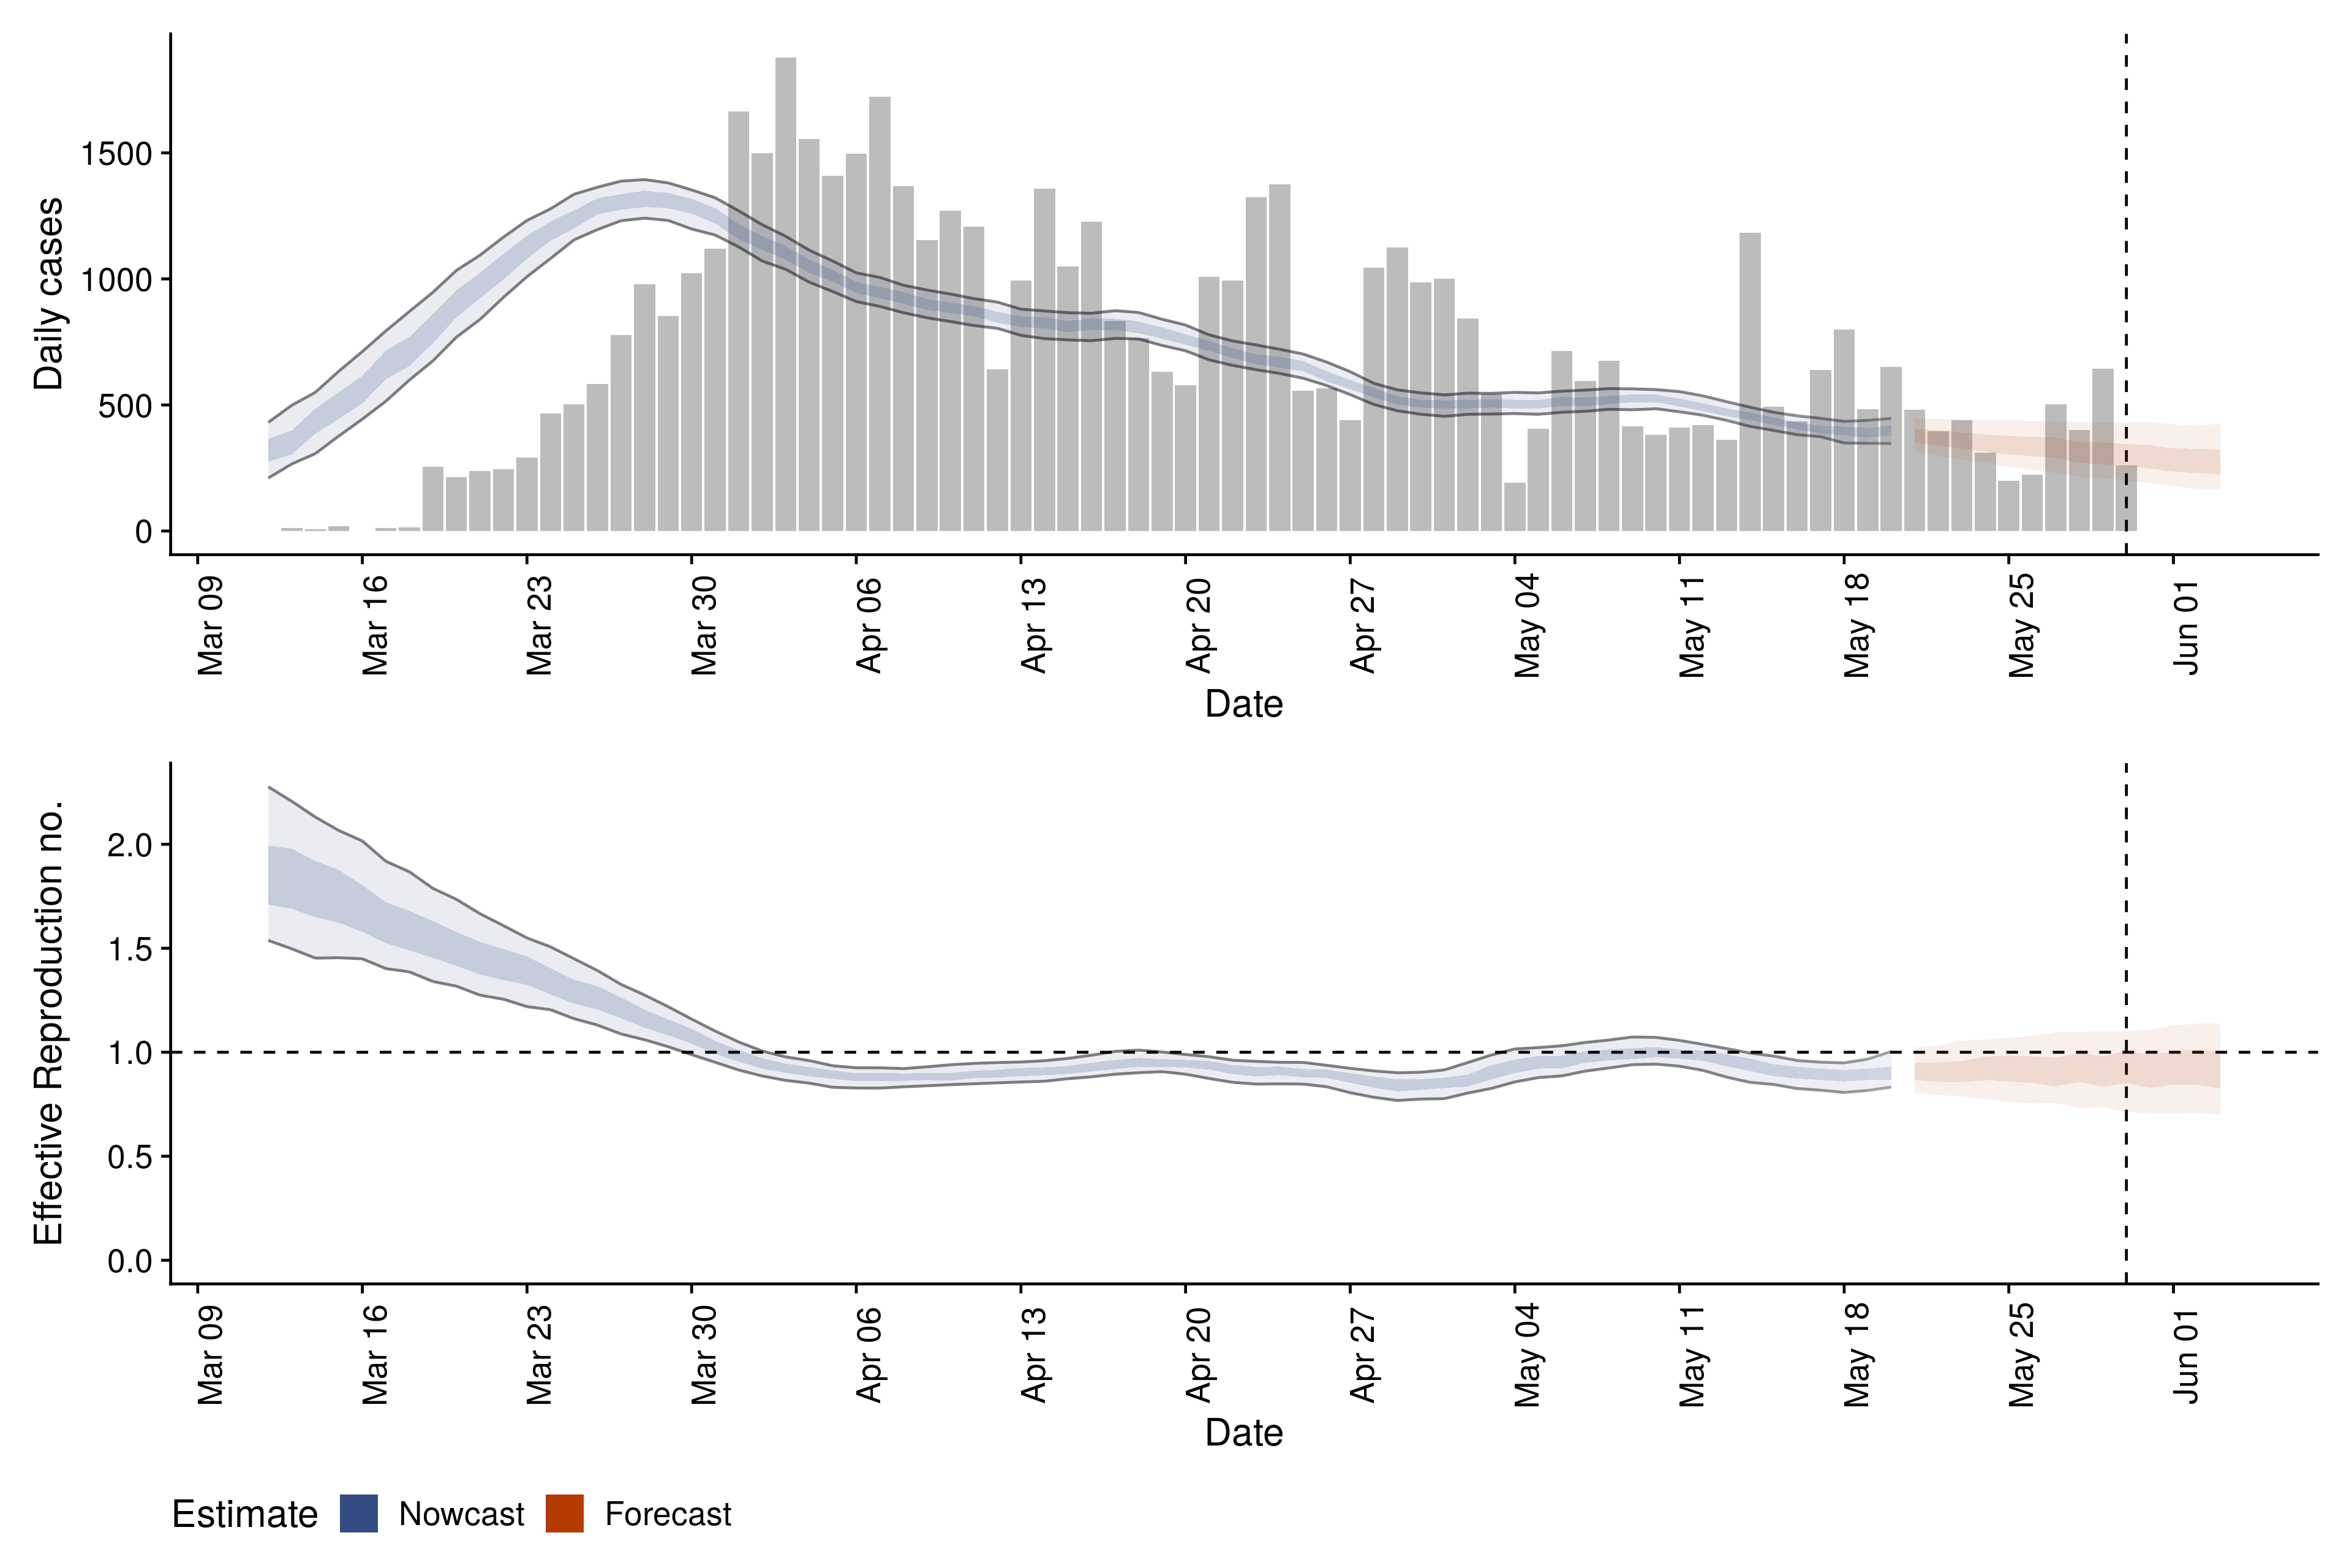 Daily cases
1500
1000
500
0
Mar 09
Mar 16
Mar 23
Mar 30
Apr 06
Apr 13
Apr 20
Apr 27
May 04
May 11
May 18
May 25
Jun 01
Date
Effective Reproduction no.
2.0
1.5
1.0
0.5
0.0
Mar 09
Mar 16
Mar 23
Mar 30
Apr 06
Apr 13
Apr 20
Apr 27
May 04
May 11
May 18
May 25
Jun 01
Date
Estimate Nowcast Forecast